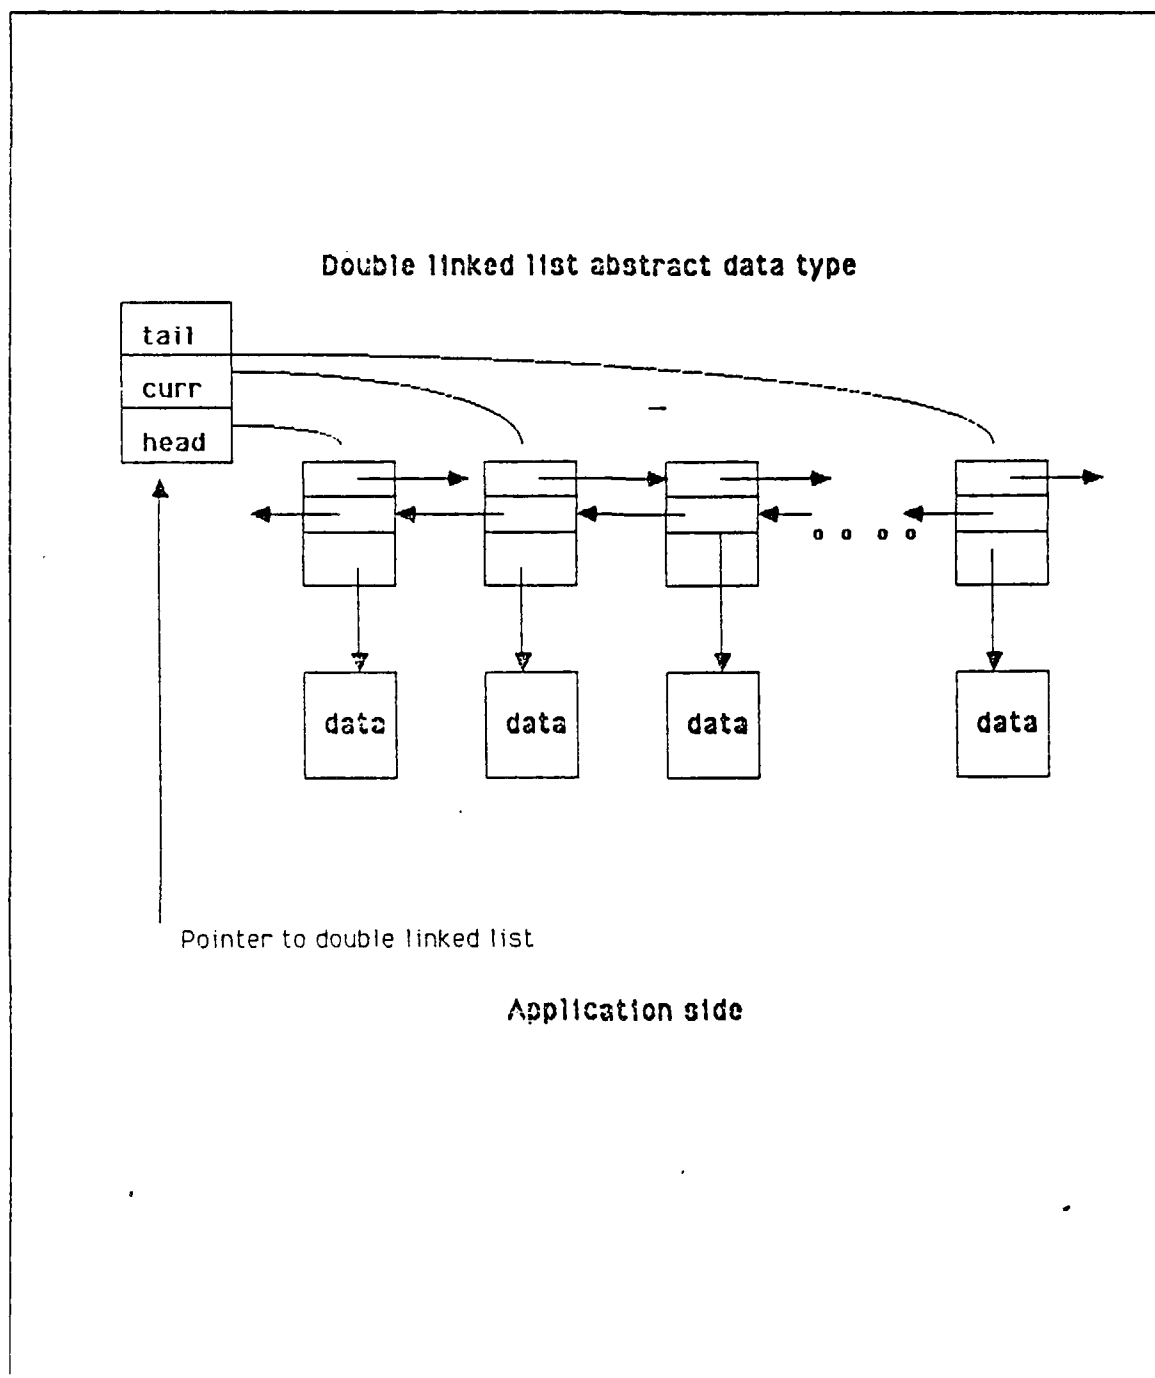 Double linked list abstract data type
tail
curr
head
data
data
data
data
Pointer to double linked list
Application side